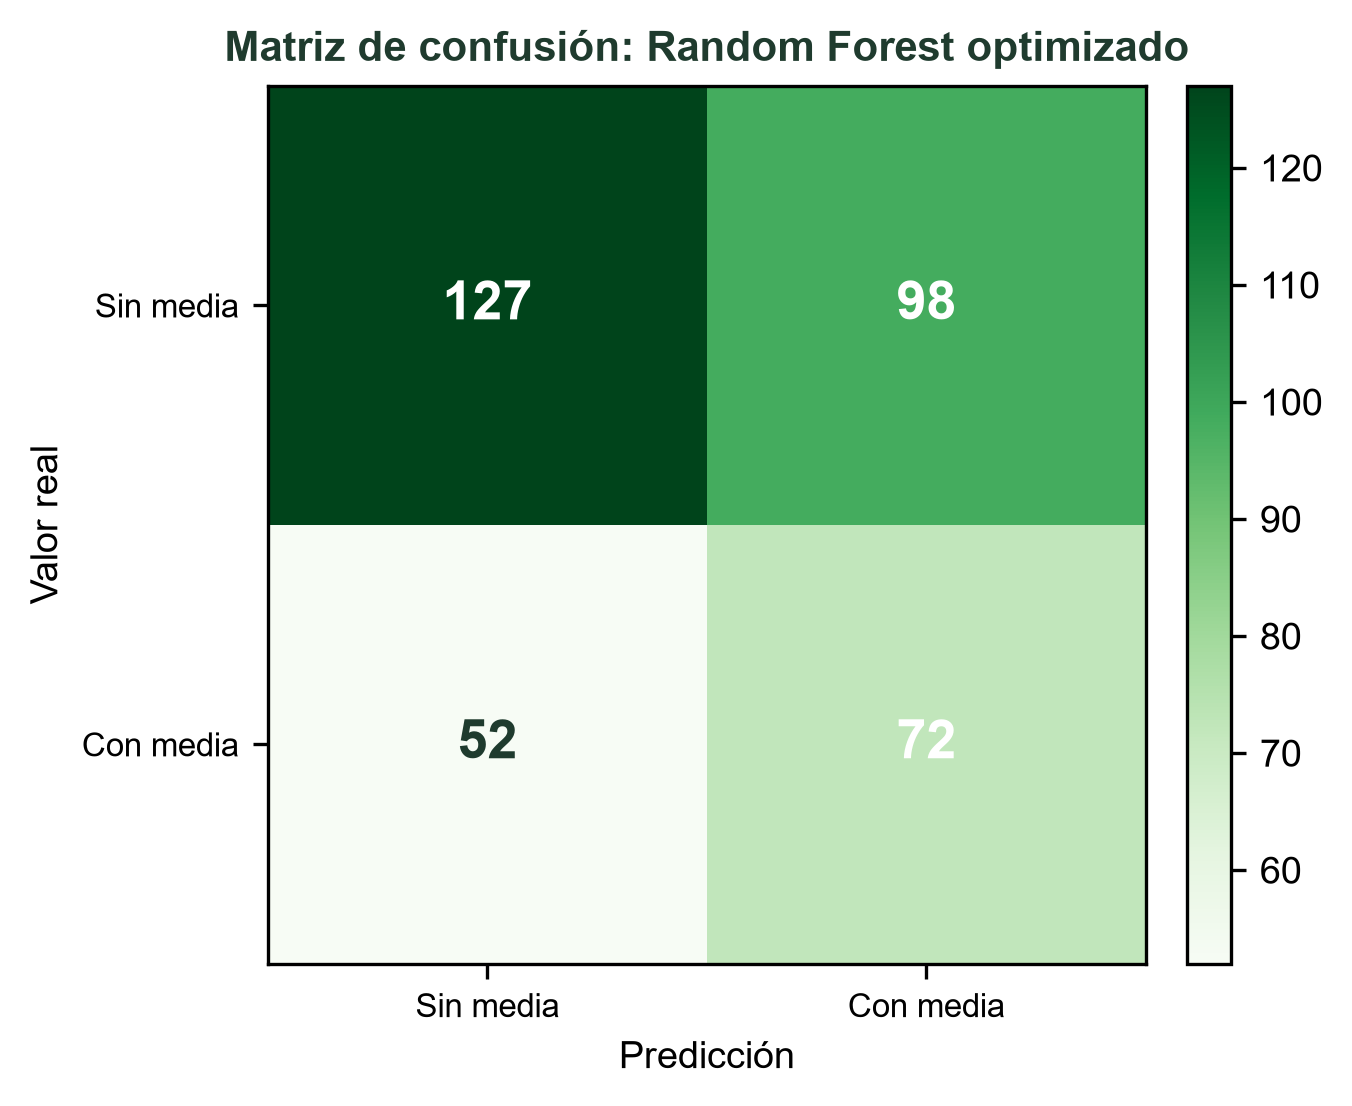 Matriz de confusión: Random Forest optimizado
Valor real
Sin media
127
98
Con media
52
72
Sin media
Con media
Predicción
120
110
100
90
80
70
60